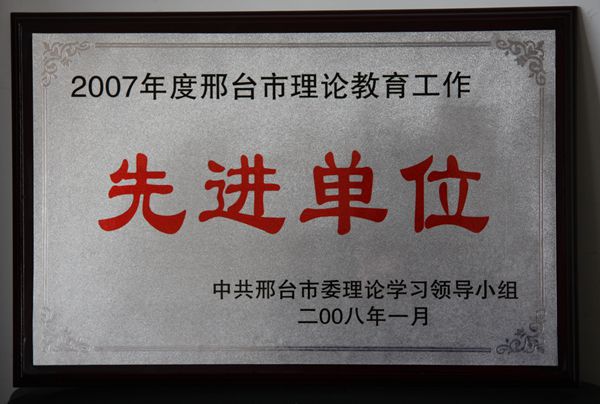 2007年度邢台市理论教育工作
先进单位
中共邢台市委理论学习领导小组
二00八年一月